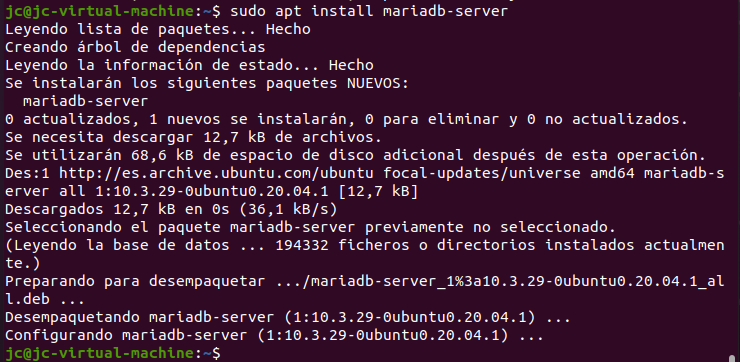 jc@jc-virtual-machine:~$ sudo apt install mariadb-server
Leyendo lista de paquetes... Hecho
Creando árbol de dependencias
Leyendo la información de estado... Hecho
Se instalarán los siguientes paquetes NUEVOS:
  mariadb-server
0 actualizados, 1 nuevos se instalarán, 0 para eliminar y 0 no actualizados.
Se necesita descargar 12,7 kB de archivos.
Se utilizarán 68,6 kB de espacio de disco adicional después de esta operación.
Des:1 http://es.archive.ubuntu.com/ubuntu focal-updates/universe amd64 mariadb-s
erver all 1:10.3.29-0ubuntu0.20.04.1 [12,7 kB]
Descargados 12,7 kB en 0s (36,1 kB/s)
Seleccionando el paquete mariadb-server previamente no seleccionado.
(Leyendo la base de datos ... 194332 ficheros o directorios instalados actualmen
te.)
Preparando para desempaquetar .../mariadb-server_1%3a10.3.29-0ubuntu0.20.04.1_al
l.deb ...
Desempaquetando mariadb-server (1:10.3.29-0ubuntu0.20.04.1) ...
Configurando mariadb-server (1:10.3.29-0ubuntu0.20.04.1) ...
jc@jc-virtual-machine:~$